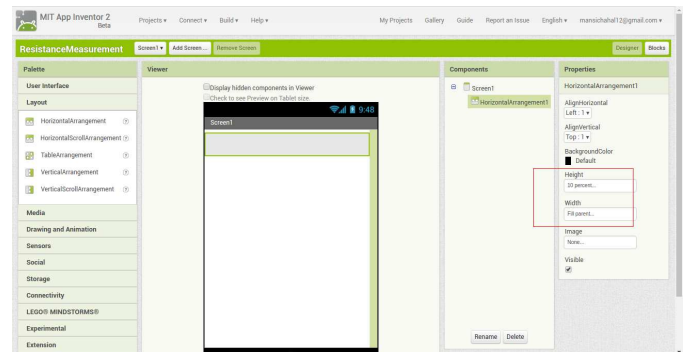 MIT App Inventor 2
Beta
Projects ▾ Connect ▾ Build ▾ Help ▾ My Projects Gallery Guide Report an Issue English ▾ mansichahal12@gmail.com ▾
ResistanceMeasurement Screen1 ▾ Add Screen... Remove Screen Designer Blocks
Palette
User Interface
Layout
HorizontalArrangement
HorizontalScrollArrangement
TableArrangement
VerticalArrangement
VerticalScrollArrangement
Media
Drawing and Animation
Sensors
Social
Storage
Connectivity
LEGO® MINDSTORMS®
Experimental
Extension
Viewer
Display hidden components in Viewer
Check to see Preview on Tablet size.
9:48
Screen1
Components
Screen1
HorizontalArrangement1
Rename Delete
Properties
HorizontalArrangement1
AlignHorizontal
Left : 1 ▾
AlignVertical
Top : 1 ▾
BackgroundColor
Default
Height
10 percent...
Width
Fill parent...
Image
None...
Visible